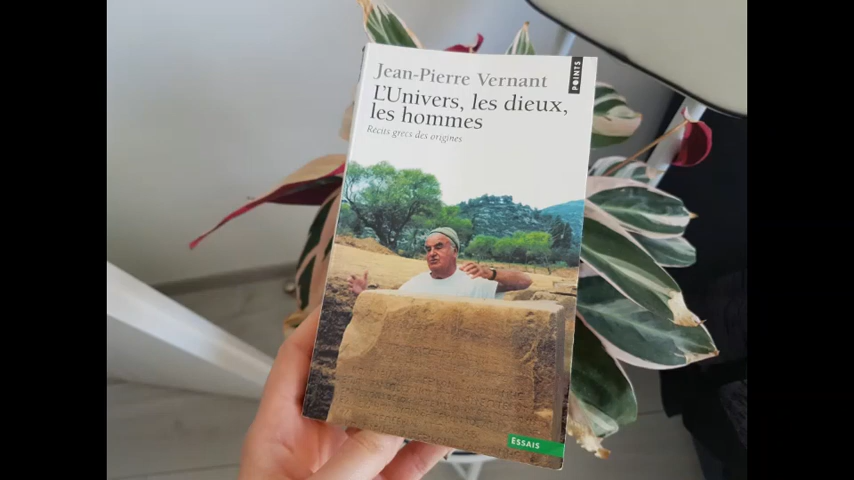 POINTS
Jean-Pierre Vernant
L'Univers, les dieux,
les hommes
Récits grecs des origines
ESSAIS